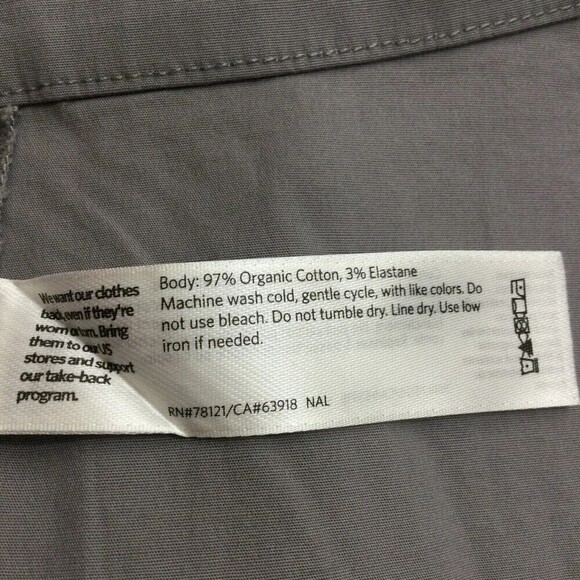 We want our clothes
back, even if they're
worn or torn. Bring
them to our US
stores and support
our take-back
program.
Body: 97% Organic Cotton, 3% Elastane
Machine wash cold, gentle cycle, with like colors. Do
not use bleach. Do not tumble dry. Line dry. Use low
iron if needed.
RN#78121/CA#63918 NAL